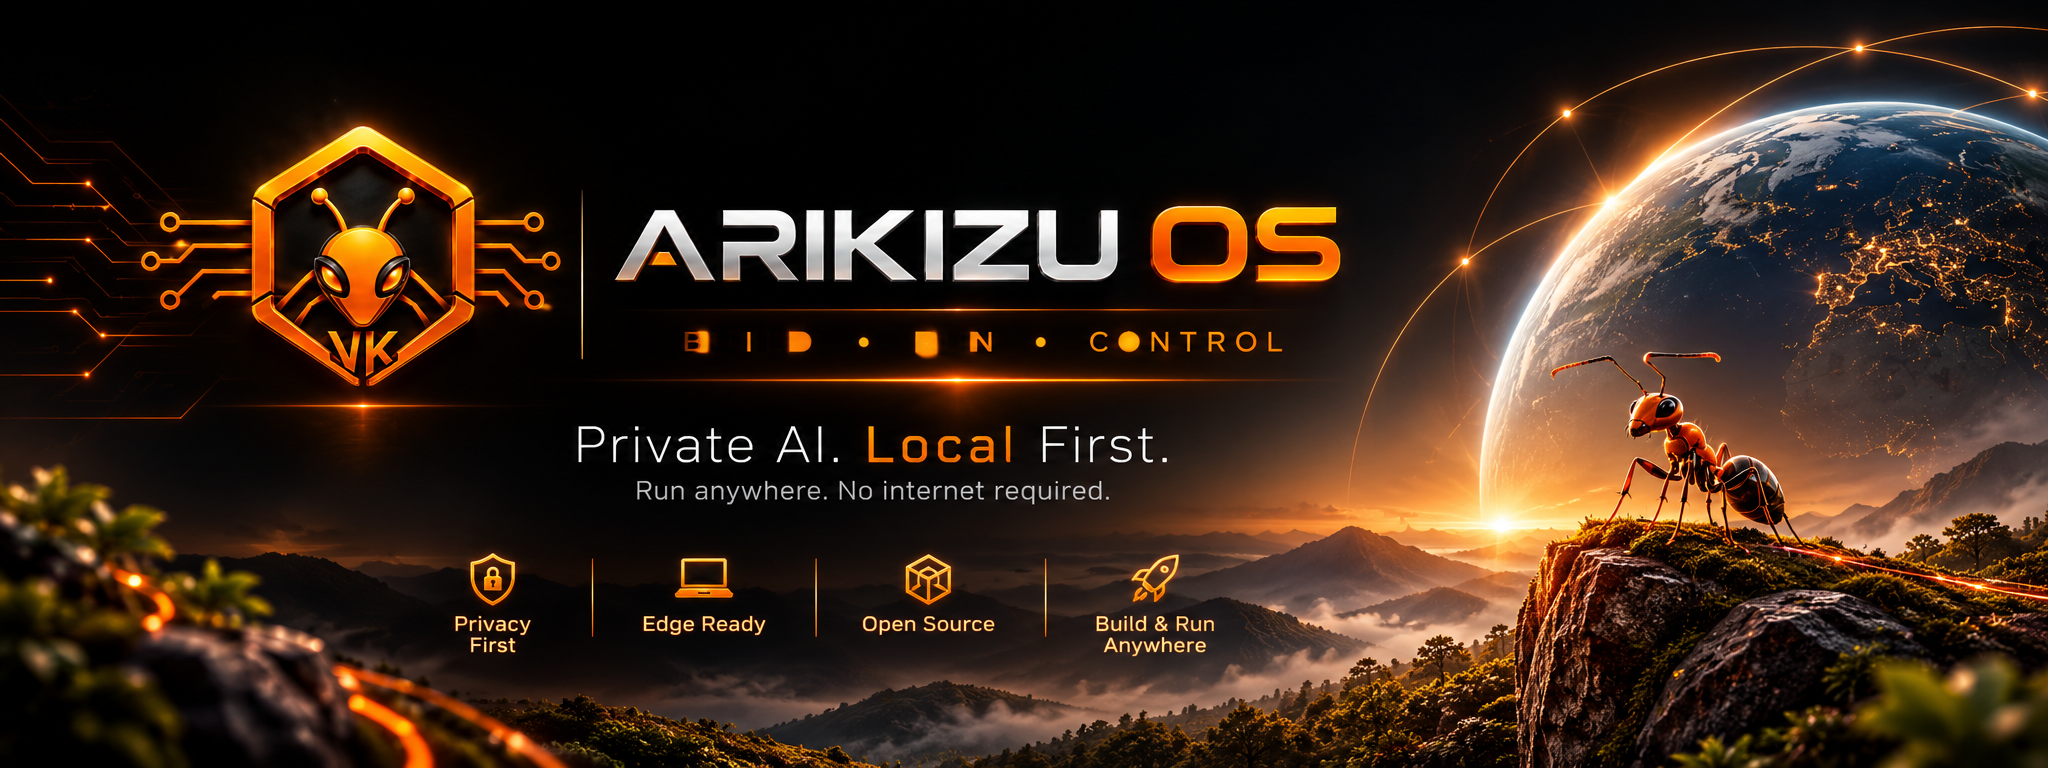 VK
ARIKIZU OS
CONTROL
Private AI. Local First.
Run anywhere. No internet required.
Privacy First
Edge Ready
Open Source
Build & Run Anywhere